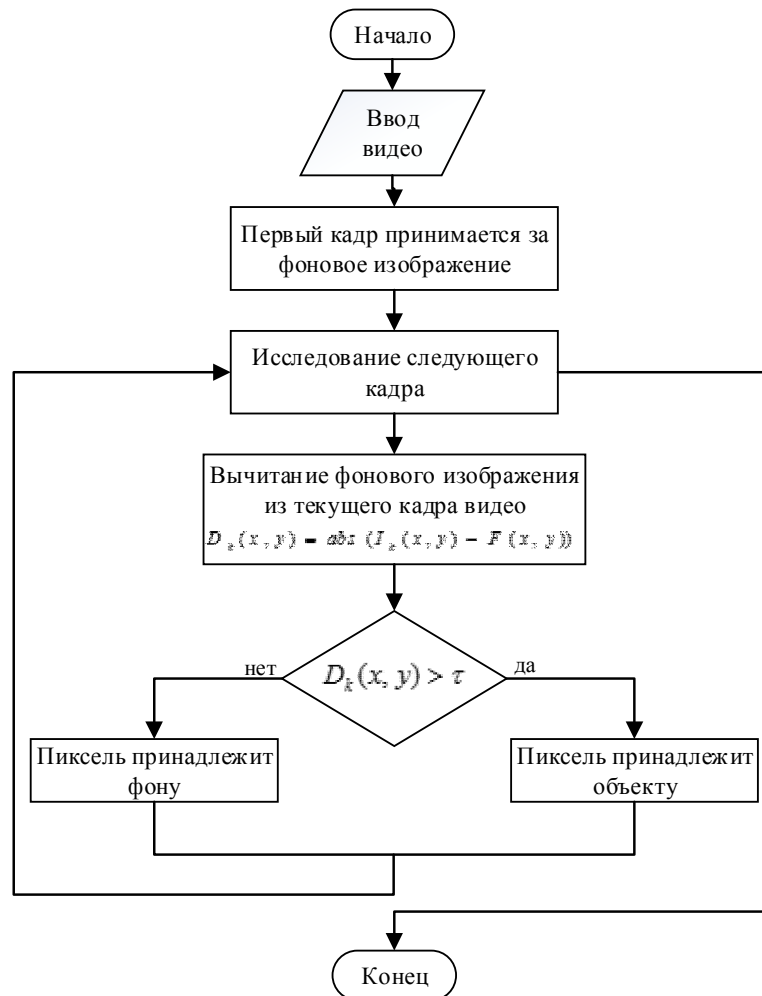 Начало
Ввод
видео
Первый кадр принимается за
фоновое изображение
Исследование следующего
кадра
Вычитание фонового изображения
из текущего кадра видео
D_k(x, y) = abs (I_k(x, y) − F(x, y))
нет
D_k(x, y) > τ
да
Пиксель принадлежит
фону
Пиксель принадлежит
объекту
Конец